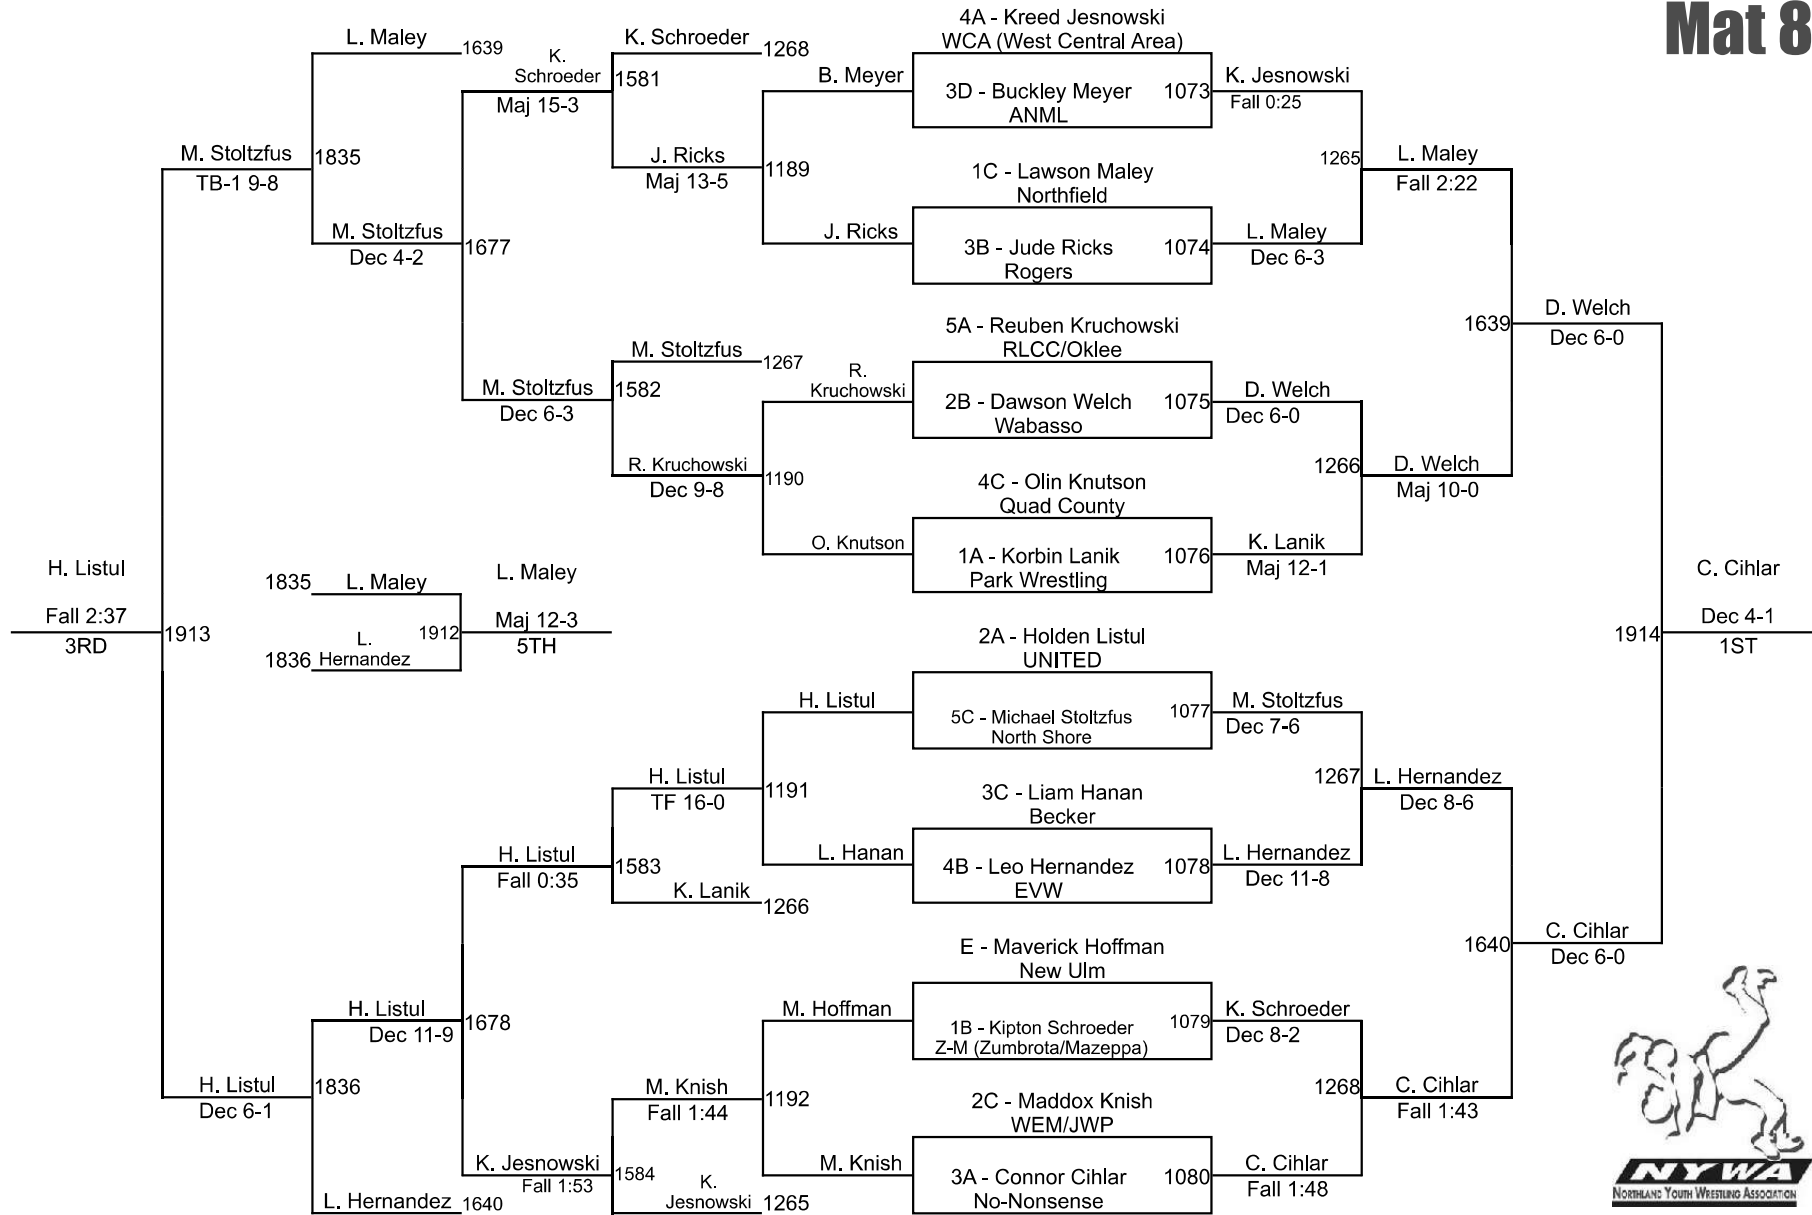 Mat 8
4A - Kreed Jesnowski
WCA (West Central Area)
3D - Buckley Meyer 1073
ANML
1C - Lawson Maley
Northfield
3B - Jude Ricks 1074
Rogers
5A - Reuben Kruchowski
RLCC/Oklee
2B - Dawson Welch 1075
Wabasso
4C - Olin Knutson
Quad County
1A - Korbin Lanik 1076
Park Wrestling
2A - Holden Listul
UNITED
5C - Michael Stoltzfus 1077
North Shore
3C - Liam Hanan
Becker
4B - Leo Hernandez 1078
EVW
E - Maverick Hoffman
New Ulm
1B - Kipton Schroeder 1079
Z-M (Zumbrota/Mazeppa)
2C - Maddox Knish
WEM/JWP
3A - Connor Cihlar 1080
No-Nonsense
K. Jesnowski
Fall 0:25
1265
L. Maley
Dec 6-3
D. Welch
Dec 6-0
1266
K. Lanik
Maj 12-1
M. Stoltzfus
Dec 7-6
1267
L. Hernandez
Dec 11-8
K. Schroeder
Dec 8-2
1268
C. Cihlar
Fall 1:48
L. Maley
Fall 2:22
1639
D. Welch
Maj 10-0
L. Hernandez
Dec 8-6
1640
C. Cihlar
Fall 1:43
D. Welch
Dec 6-0
1914
C. Cihlar
Dec 6-0
C. Cihlar
Dec 4-1
1ST
B. Meyer
1189
J. Ricks
R.
Kruchowski
1190
O. Knutson
H. Listul
1191
L. Hanan
M. Hoffman
1192
M. Knish
K. Schroeder 1268
1581
J. Ricks
Maj 13-5
M. Stoltzfus 1267
1582
R. Kruchowski
Dec 9-8
H. Listul
TF 16-0
1583
K. Lanik 1266
M. Knish
Fall 1:44
1584
K.
Jesnowski 1265
K.
Schroeder
Maj 15-3
1677
M. Stoltzfus
Dec 6-3
H. Listul
Fall 0:35
1678
K. Jesnowski
Fall 1:53
L. Maley 1639
1835
M. Stoltzfus
Dec 4-2
H. Listul
Dec 11-9
1836
L. Hernandez 1640
M. Stoltzfus
TB-1 9-8
1913
H. Listul
Dec 6-1
H. Listul
Fall 2:37
3RD
1835 L. Maley
1912
L.
1836 Hernandez
L. Maley
Maj 12-3
5TH
NYWA
NORTHLAND YOUTH WRESTLING ASSOCIATION